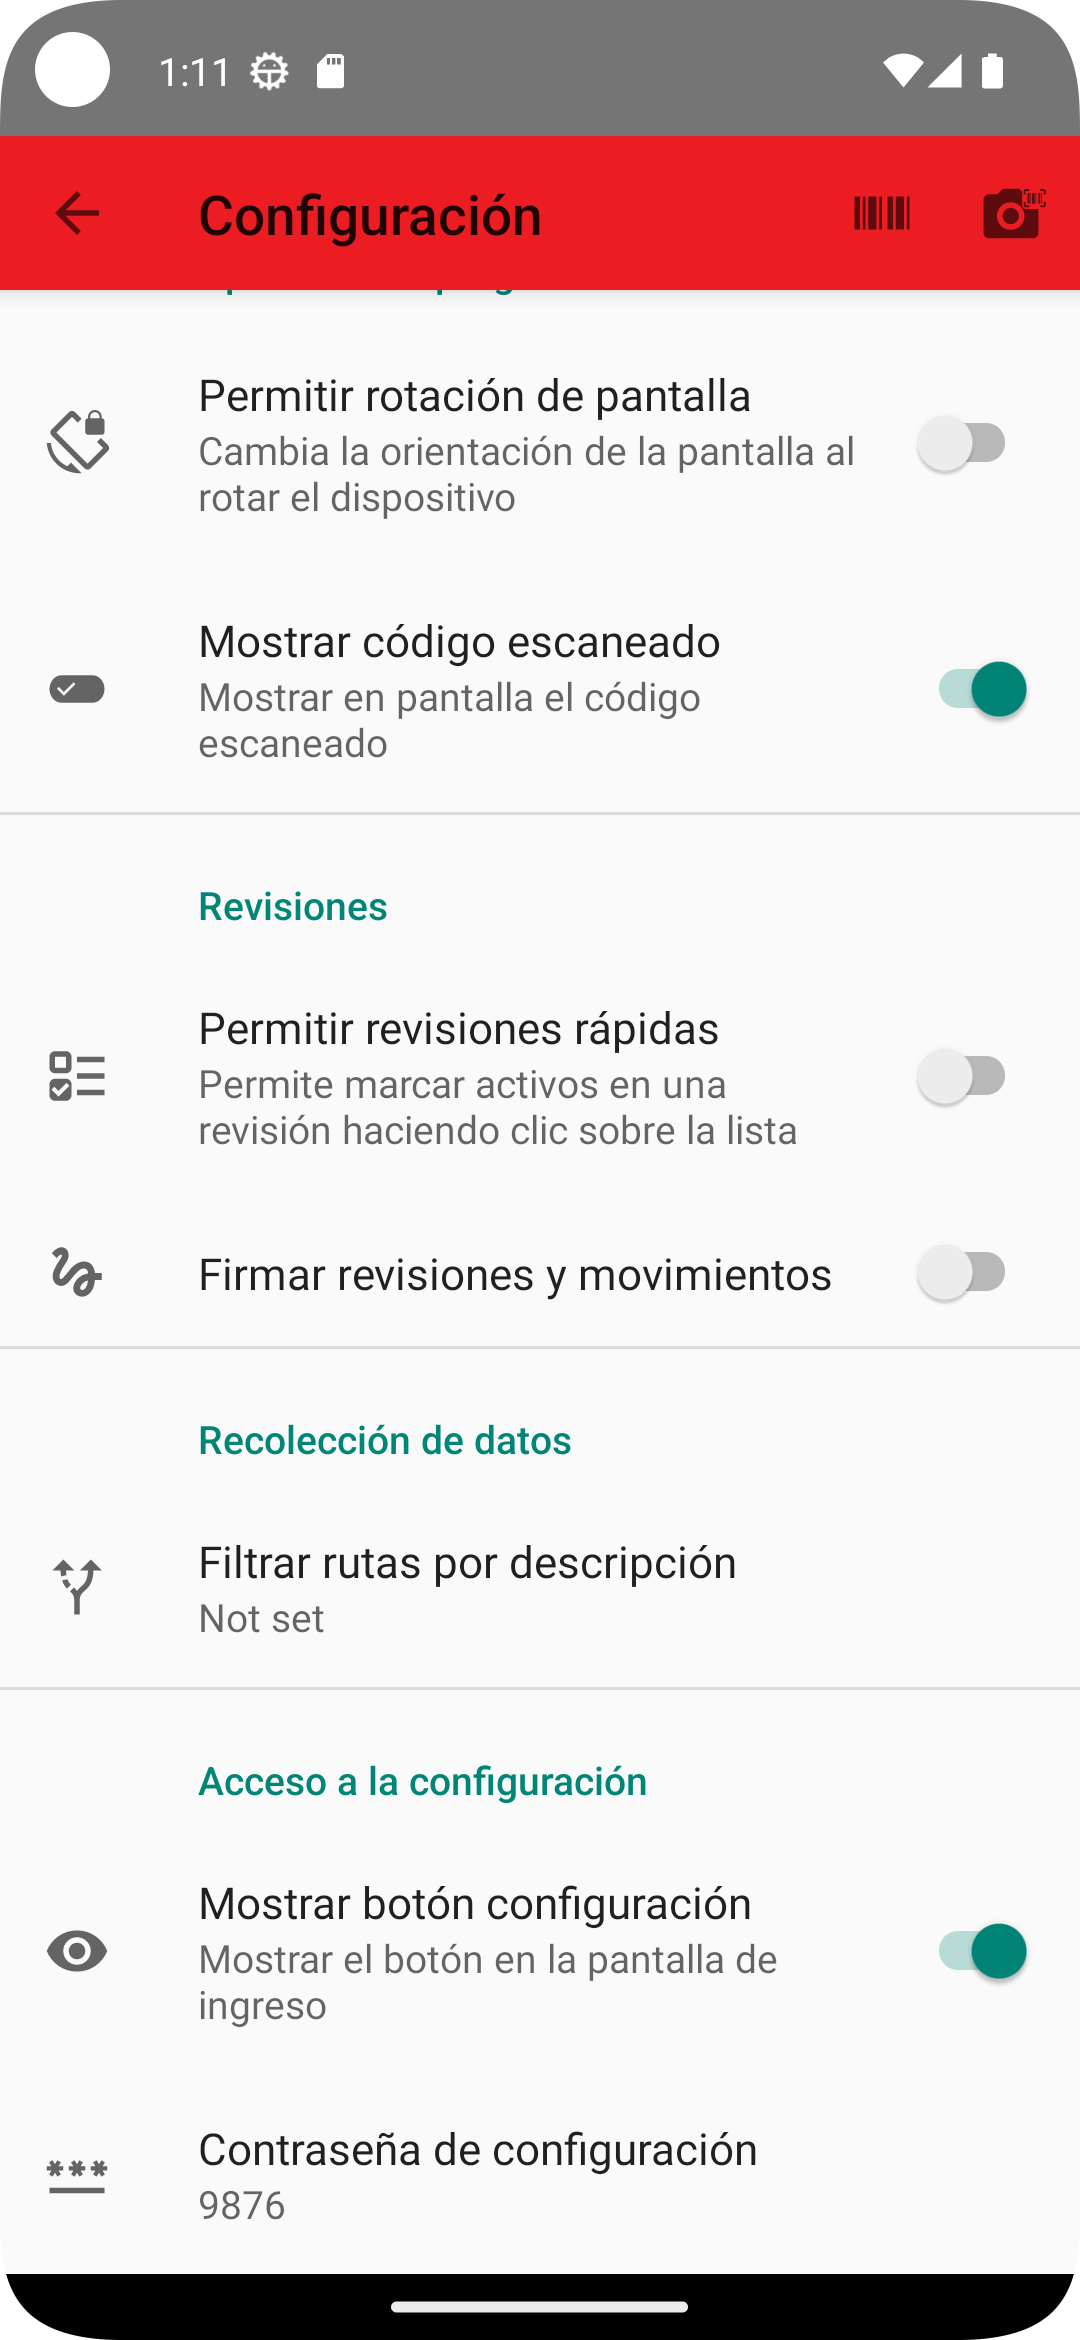 1:11
Configuración
Permitir rotación de pantalla
Cambia la orientación de la pantalla al
rotar el dispositivo
Mostrar código escaneado
Mostrar en pantalla el código
escaneado
Revisiones
Permitir revisiones rápidas
Permite marcar activos en una
revisión haciendo clic sobre la lista
Firmar revisiones y movimientos
Recolección de datos
Filtrar rutas por descripción
Not set
Acceso a la configuración
Mostrar botón configuración
Mostrar el botón en la pantalla de
ingreso
Contraseña de configuración
9876